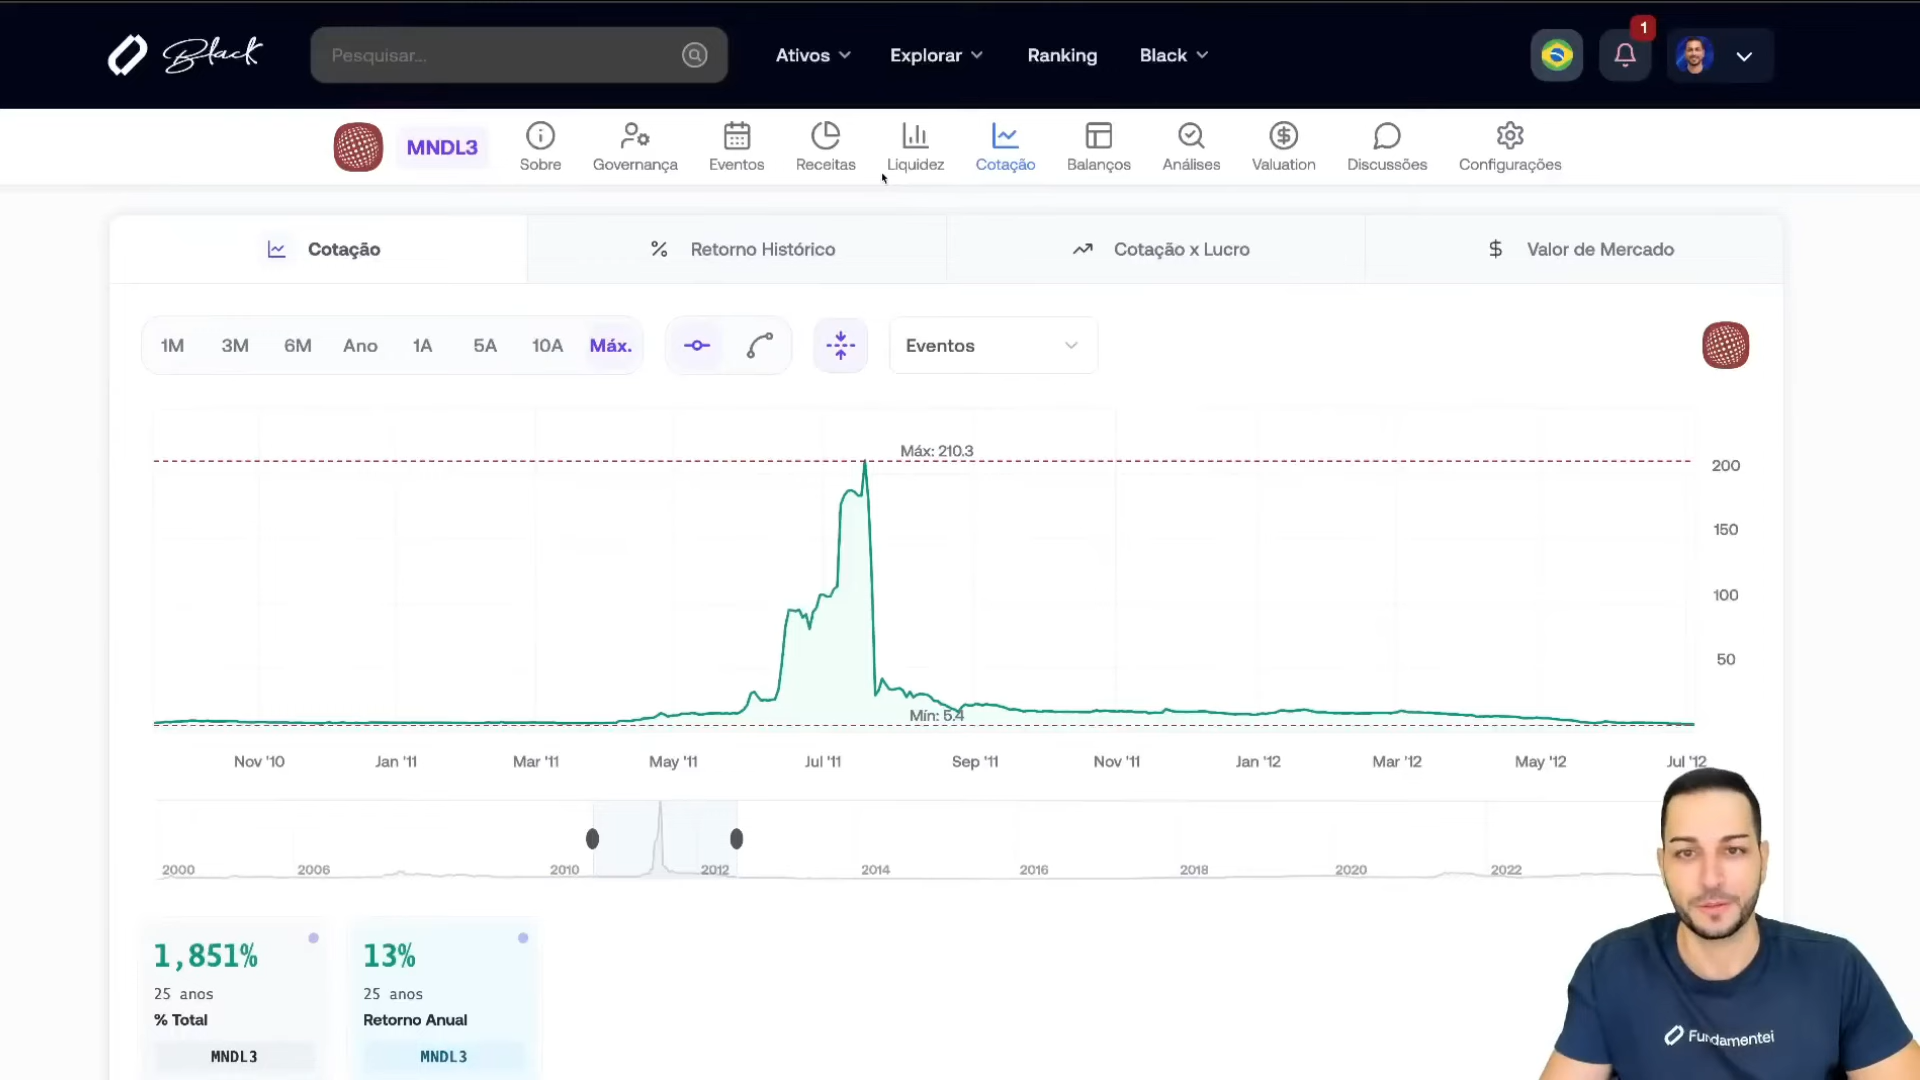 Black
Pesquisar...
Ativos
Explorar
Ranking
Black
1
MNDL3
Sobre
Governança
Eventos
Receitas
Liquidez
Cotação
Balanços
Análises
Valuation
Discussões
Configurações
Cotação
% Retorno Histórico
Cotação x Lucro
$ Valor de Mercado
1M 3M 6M Ano 1A 5A 10A Máx.
Eventos
Máx: 210.3
200
150
100
50
Mín: 5.4
Nov '10 Jan '11 Mar '11 May '11 Jul '11 Sep '11 Nov '11 Jan '12 Mar '12 May '12 Jul '12
2000 2006 2010 2012 2014 2016 2018 2020 2022
1,851%
25 anos
% Total
MNDL3
13%
25 anos
Retorno Anual
MNDL3
Fundamentei